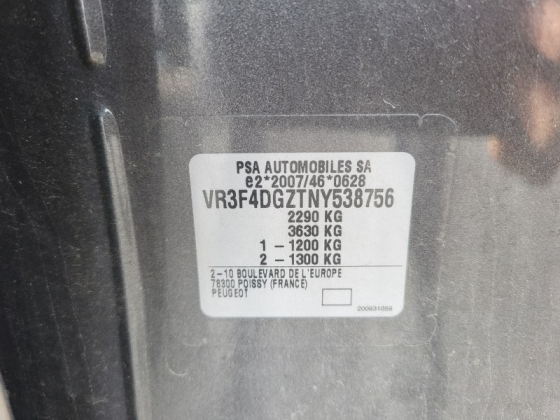 PSA AUTOMOBILES SA
e2*2007/46*0628
VR3F4DGZTNY538756
2290 KG
3630 KG
1 - 1200 KG
2 - 1300 KG
2-10 BOULEVARD DE L'EUROPE
78300 POISSY (FRANCE)
PEUGEOT